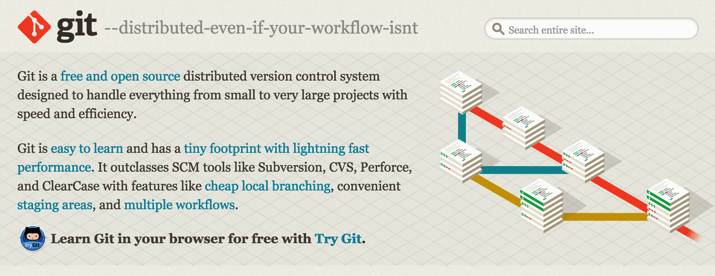 git --distributed-even-if-your-workflow-isnt
Search entire site...
Git is a free and open source distributed version control system
designed to handle everything from small to very large projects with
speed and efficiency.
Git is easy to learn and has a tiny footprint with lightning fast
performance. It outclasses SCM tools like Subversion, CVS, Perforce,
and ClearCase with features like cheap local branching, convenient
staging areas, and multiple workflows.
Learn Git in your browser for free with Try Git.